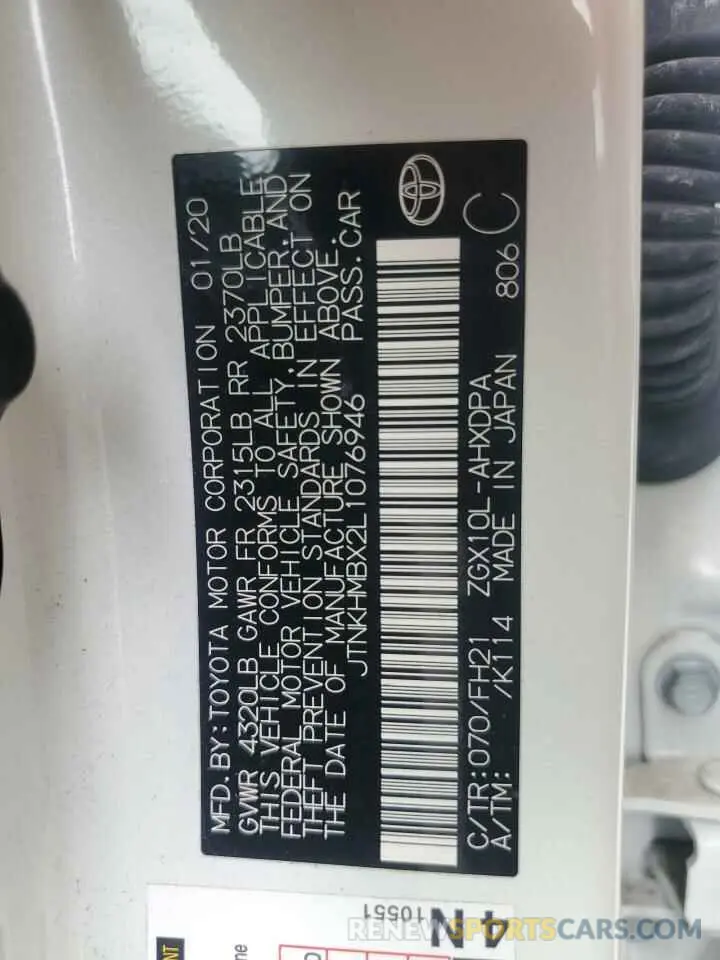 MFD.BY:TOYOTA MOTOR CORPORATION 01/20
GVWR 4320LB GAWR FR 2315LB RR 2370LB
THIS VEHICLE CONFORMS TO ALL APPLICABLE
FEDERAL MOTOR VEHICLE SAFETY,BUMPER,AND
THEFT PREVENTION STANDARDS IN EFFECT ON
THE DATE OF MANUFACTURE SHOWN ABOVE.
JTNKHMBX2L1076946 PASS.CAR
C/TR:070/FH21 ZGX10L-AHXDPA
A/TM: /K114 MADE IN JAPAN 806 C
4N
10551
RENEWSPORTSCARS.COM